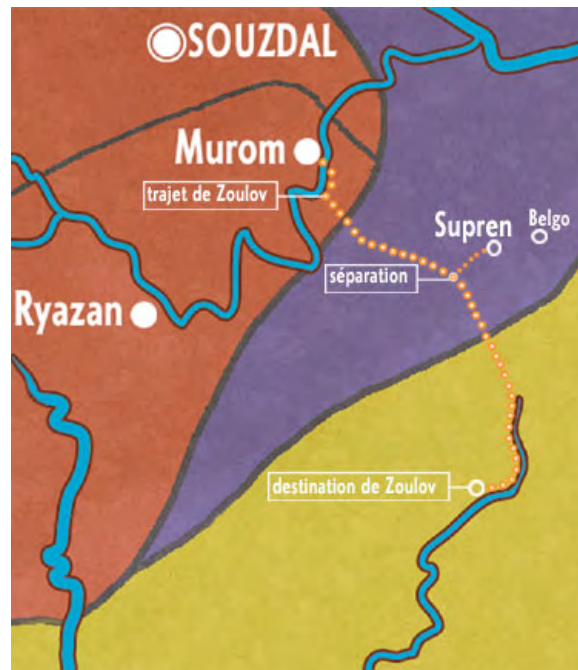 SOUZDAL
Murom
trajet de Zoulov
Belgo
Supren
séparation
Ryazan
destination de Zoulov